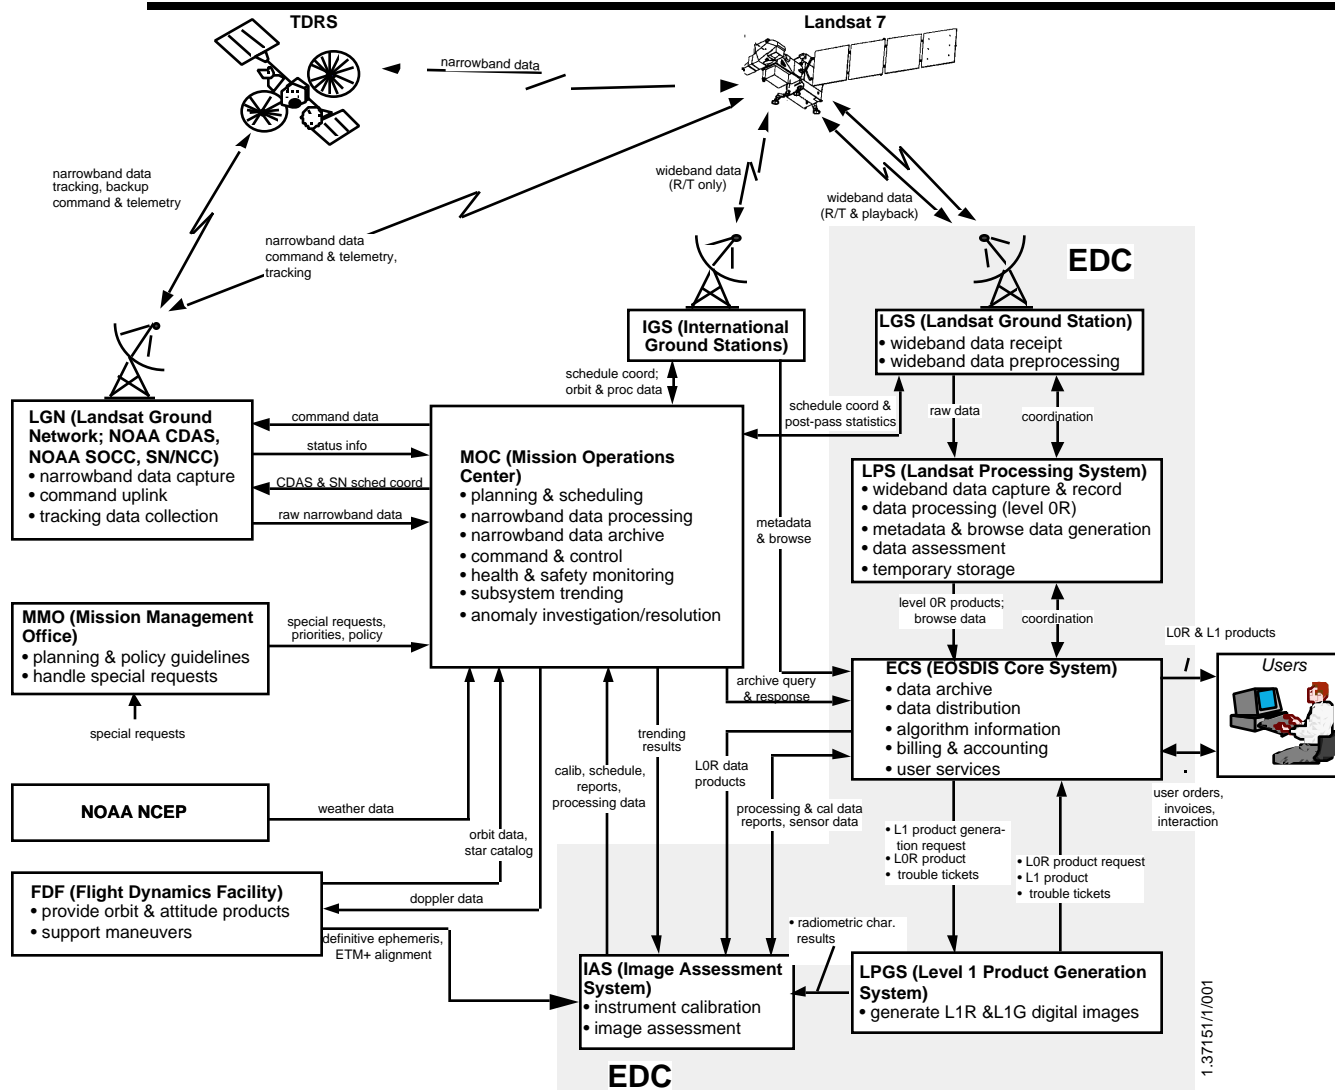 TDRS
Landsat 7
narrowband data
narrowband data
tracking, backup
command & telemetry
wideband data
(R/T only)
wideband data
(R/T & playback)
narrowband data
command & telemetry,
tracking
EDC
IGS (International
Ground Stations)
LGS (Landsat Ground Station)
• wideband data receipt
• wideband data preprocessing
schedule coord;
orbit & proc data
schedule coord &
post-pass statistics
raw data
coordination
LGN (Landsat Ground
Network; NOAA CDAS,
NOAA SOCC, SN/NCC)
• narrowband data capture
• command uplink
• tracking data collection
command data
status info
CDAS & SN sched coord
raw narrowband data
MOC (Mission Operations
Center)
• planning & scheduling
• narrowband data processing
• narrowband data archive
• command & control
• health & safety monitoring
• subsystem trending
• anomaly investigation/resolution
metadata
& browse
LPS (Landsat Processing System)
• wideband data capture & record
• data processing (level 0R)
• metadata & browse data generation
• data assessment
• temporary storage
level 0R products;
browse data
coordination
MMO (Mission Management
Office)
• planning & policy guidelines
• handle special requests
special requests,
priorities, policy
special requests
archive query
& response
ECS (EOSDIS Core System)
• data archive
• data distribution
• algorithm information
• billing & accounting
• user services
L0R & L1 products
Users
user orders,
invoices,
interaction
NOAA NCEP
weather data
orbit data,
star catalog
calib, schedule,
reports,
processing data
trending
results
L0R data
products
processing & cal data
reports, sensor data
• L1 product genera-
tion request
• L0R product
• trouble tickets
• L0R product request
• L1 product
• trouble tickets
FDF (Flight Dynamics Facility)
• provide orbit & attitude products
• support maneuvers
doppler data
definitive ephemeris,
ETM+ alignment
• radiometric char.
results
IAS (Image Assessment
System)
• instrument calibration
• image assessment
LPGS (Level 1 Product Generation
System)
• generate L1R &L1G digital images
EDC
1.37151/1/001